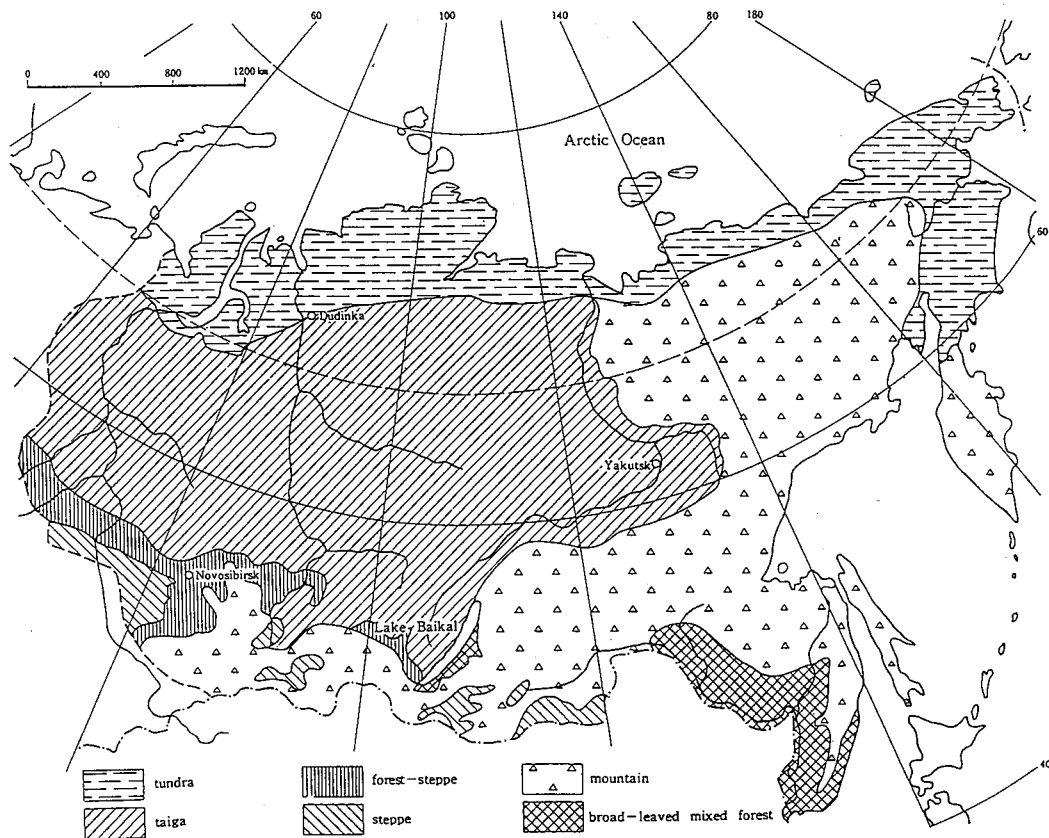 60 100 140 80 180
0 400 800 1200 km
Arctic Ocean
60
Dudinka
Yakutsk
Novosibirsk
Lake Baikal
tundra
forest-steppe
mountain
taiga
steppe
broad-leaved mixed forest
40